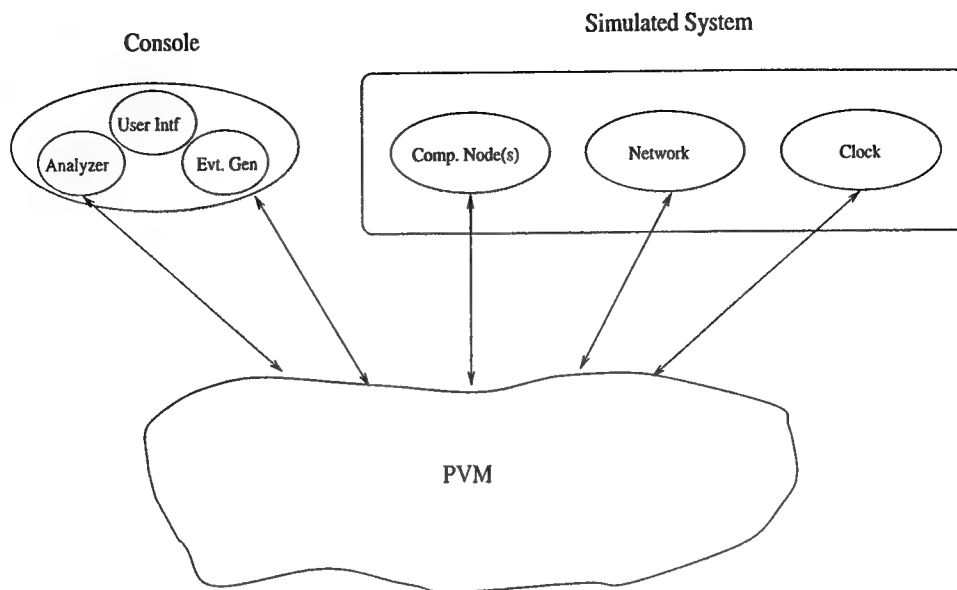 Simulated System
Console
User Intf
Analyzer
Evt. Gen
Comp. Node(s)
Network
Clock
PVM